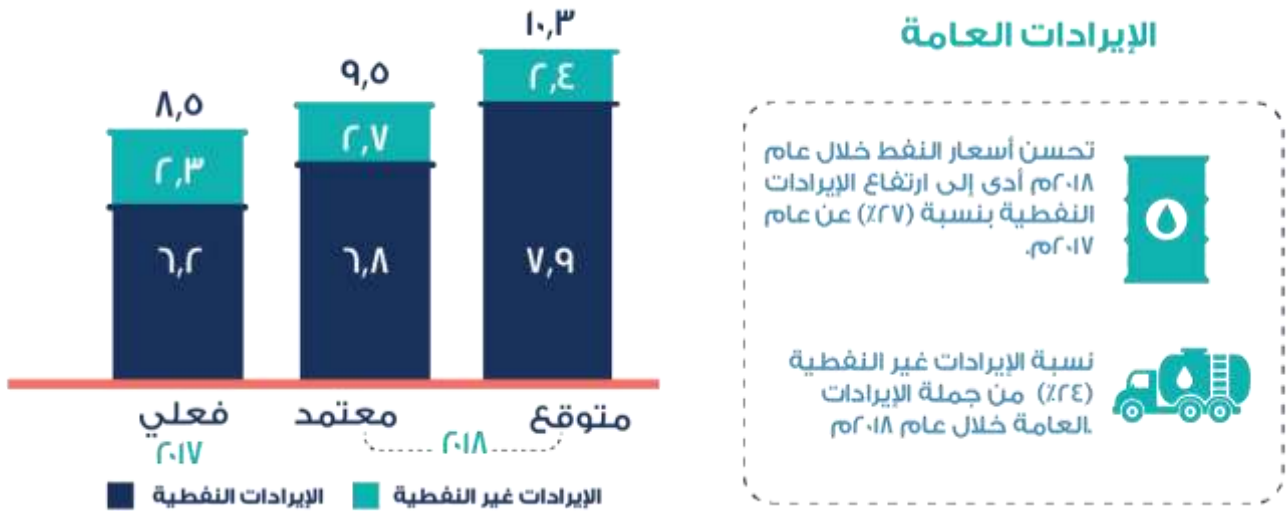 الإيرادات العامة
تحسن أسعار النفط خلال عام
٢٠١٨م أدى إلى ارتفاع الإيرادات
النفطية بنسبة (٢٧٪) عن عام
٢٠١٧م.
نسبة الإيرادات غير النفطية
(٢٤٪) من جملة الإيرادات
العامة خلال عام ٢٠١٨م.
١٠,٣
٢,٤
٧,٩
٩,٥
٢,٧
٦,٨
٨,٥
٢,٣
٦,٢
متوقع
معتمد
فعلي
٢٠١٨
٢٠١٧
الإيرادات غير النفطية
الإيرادات النفطية